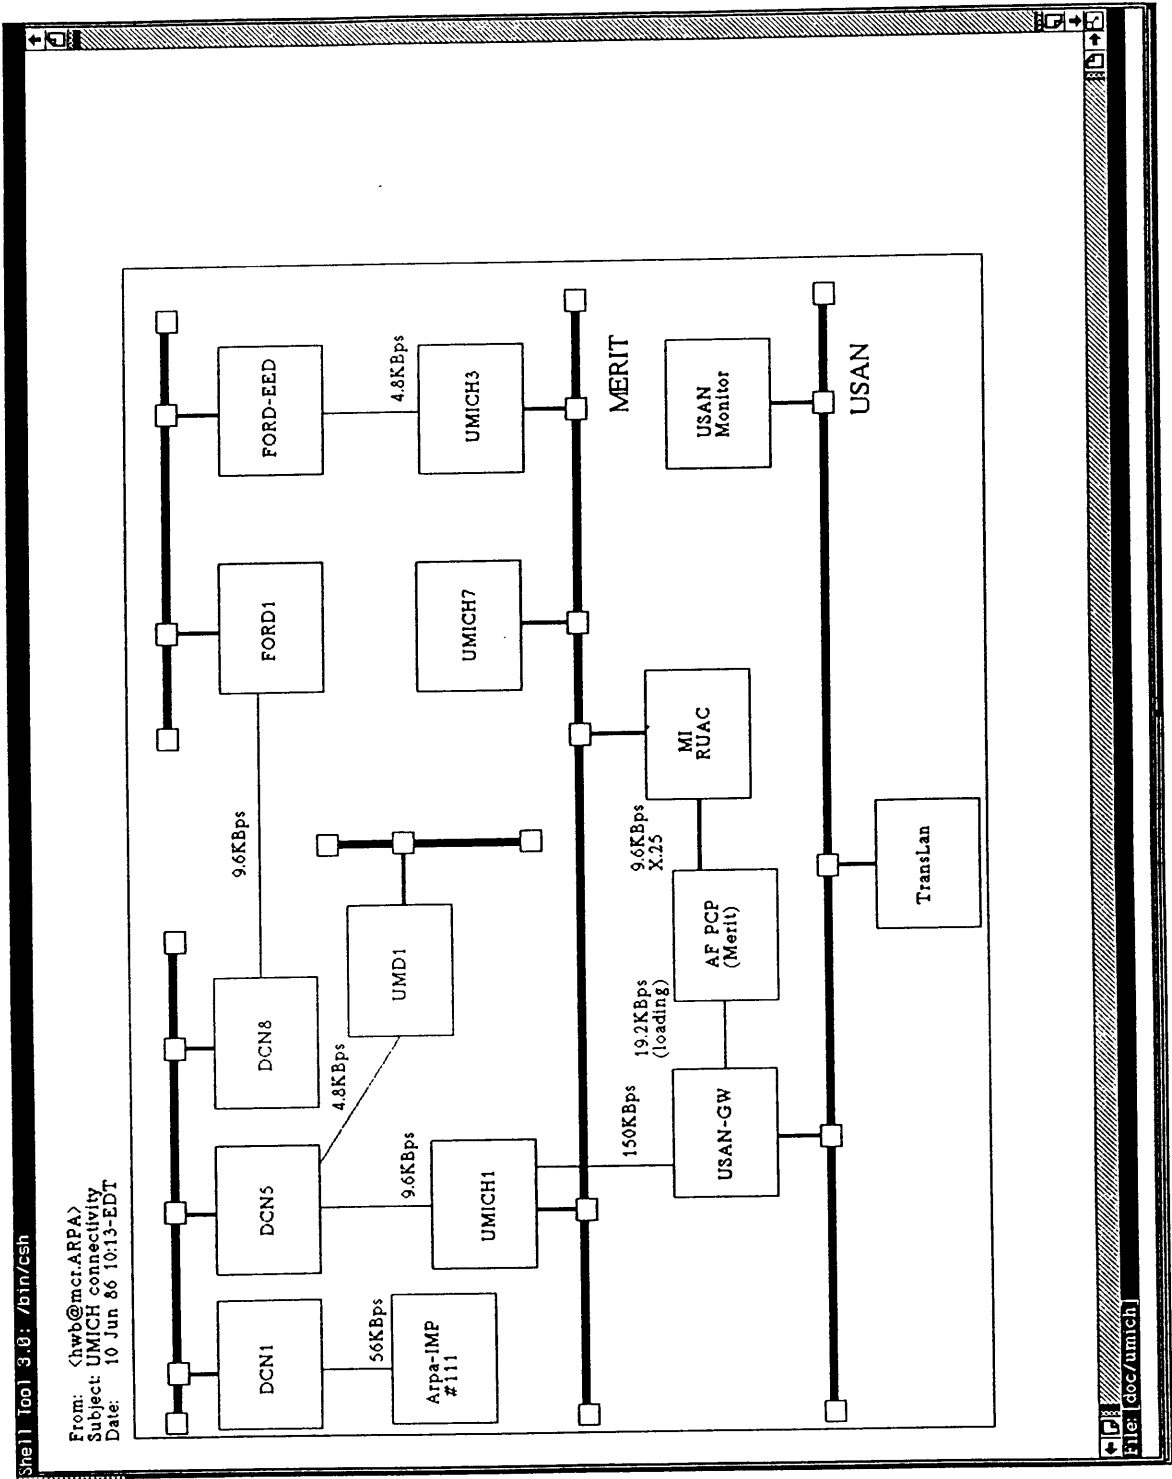 Shell Tool 3.0: /bin/csh
From: <hwb@mcr.ARPA>
Subject: UMICH connectivity
Date: 10 Jun 86 10:13-EDT
DCN1
DCN5
DCN8
FORD1
FORD-EED
9.6KBps
56KBps
9.6KBps
4.8KBps
4.8KBps
Arpa-IMP
#111
UMICH1
UMD1
UMICH7
UMICH3
MERIT
150KBps
19.2KBps
(loading)
9.6KBps
X.25
USAN-GW
AF PCP
(Merit)
MI
RUAC
USAN
Monitor
USAN
TransLan
File: [doc/umich]